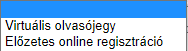 Virtuális olvasójegy
Előzetes online regisztráció